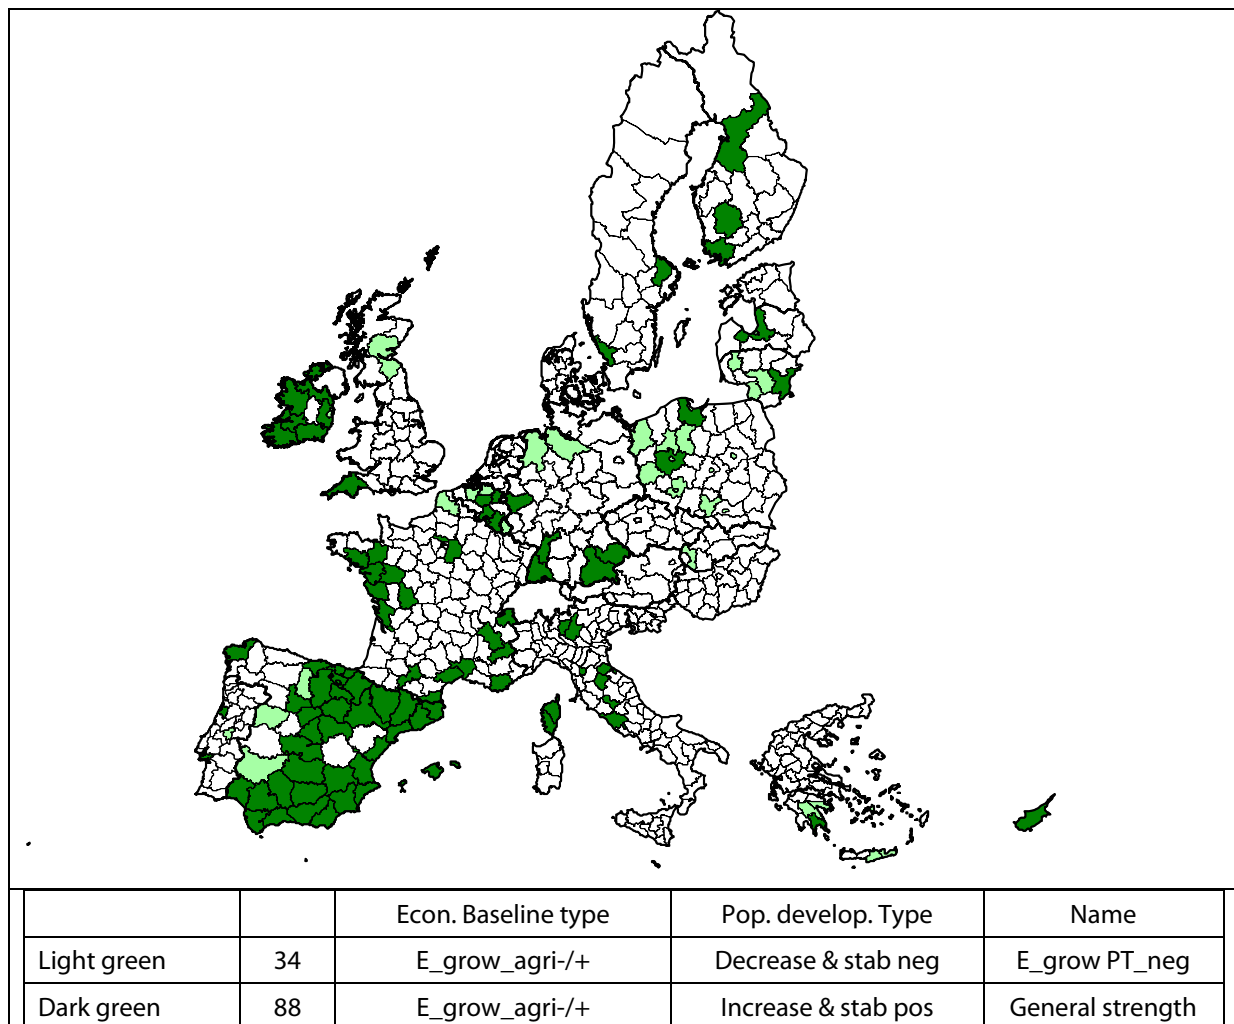 Econ. Baseline type Pop. develop. Type Name
Light green 34 E_grow_agri-/+ Decrease & stab neg E_grow PT_neg
Dark green 88 E_grow_agri-/+ Increase & stab pos General strength